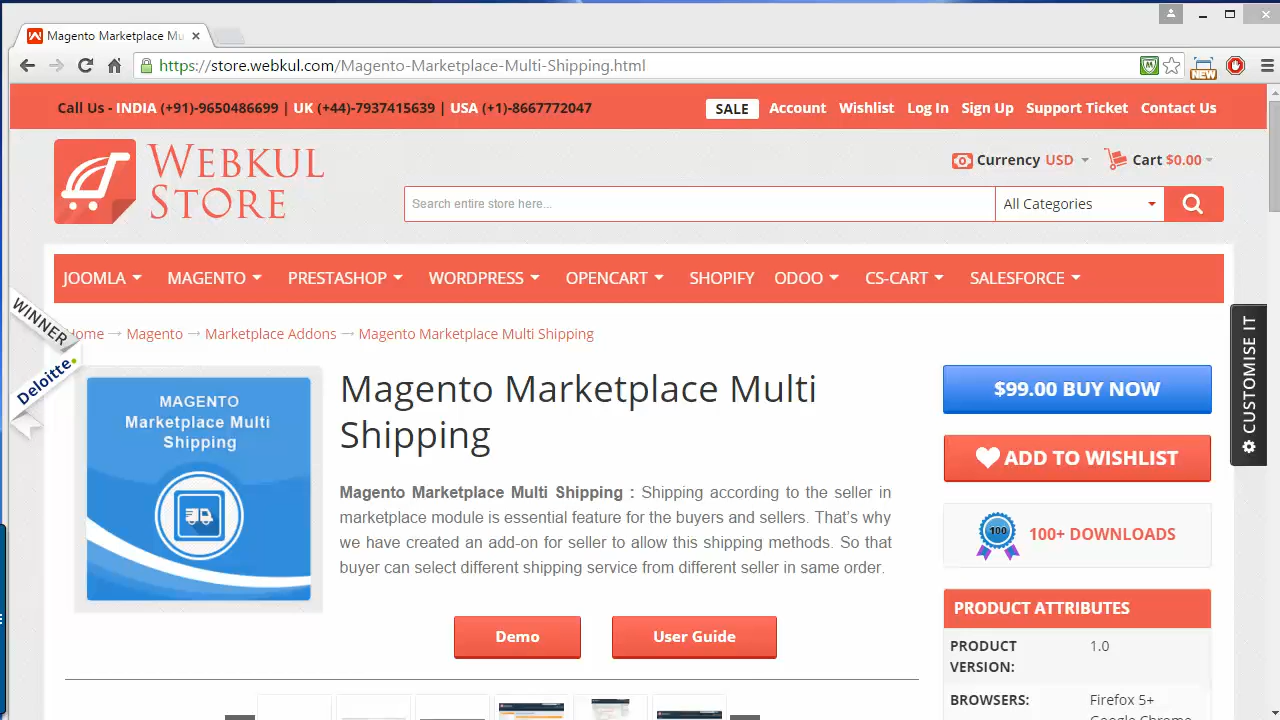 Magento Marketplace Mu
https://store.webkul.com/Magento-Marketplace-Multi-Shipping.html
NEW
Call Us - INDIA (+91)-9650486699 | UK (+44)-7937415639 | USA (+1)-8667772047
SALE Account Wishlist Log In Sign Up Support Ticket Contact Us
WEBKUL
STORE
Currency USD Cart $0.00
Search entire store here... All Categories
JOOMLA MAGENTO PRESTASHOP WORDPRESS OPENCART SHOPIFY ODOO CS-CART SALESFORCE
WINNER
Deloitte.
Home → Magento → Marketplace Addons → Magento Marketplace Multi Shipping
CUSTOMISE IT
MAGENTO
Marketplace Multi
Shipping
Magento Marketplace Multi
Shipping
Magento Marketplace Multi Shipping : Shipping according to the seller in
marketplace module is essential feature for the buyers and sellers. That's why
we have created an add-on for seller to allow this shipping methods. So that
buyer can select different shipping service from different seller in same order.
Demo User Guide
$99.00 BUY NOW
ADD TO WISHLIST
100 100+ DOWNLOADS
PRODUCT ATTRIBUTES
PRODUCT VERSION: 1.0
BROWSERS: Firefox 5+
Google Chrome